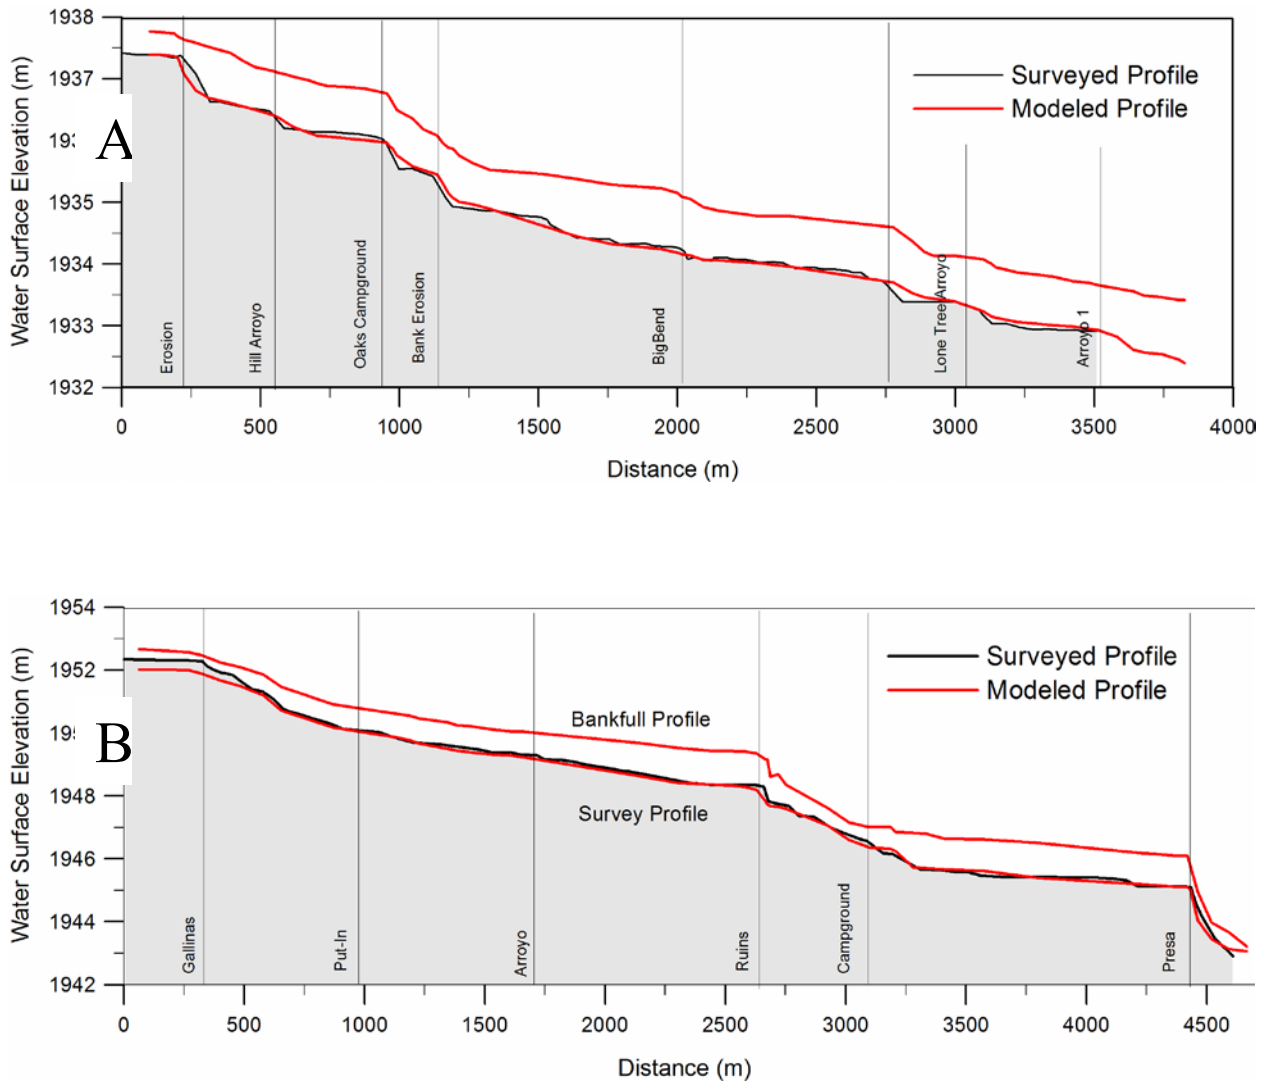 1938
1937
193
1935
1934
1933
1932
Water Surface Elevation (m)
A
Surveyed Profile
Modeled Profile
Erosion
Hill Arroyo
Oaks Campground
Bank Erosion
BigBend
Lone Tree Arroyo
Arroyo 1
0 500 1000 1500 2000 2500 3000 3500 4000
Distance (m)
1954
1952
195
1948
1946
1944
1942
Water Surface Elevation (m)
B
Surveyed Profile
Modeled Profile
Bankfull Profile
Survey Profile
Gallinas
Put-In
Arroyo
Ruins
Campground
Presa
0 500 1000 1500 2000 2500 3000 3500 4000 4500
Distance (m)